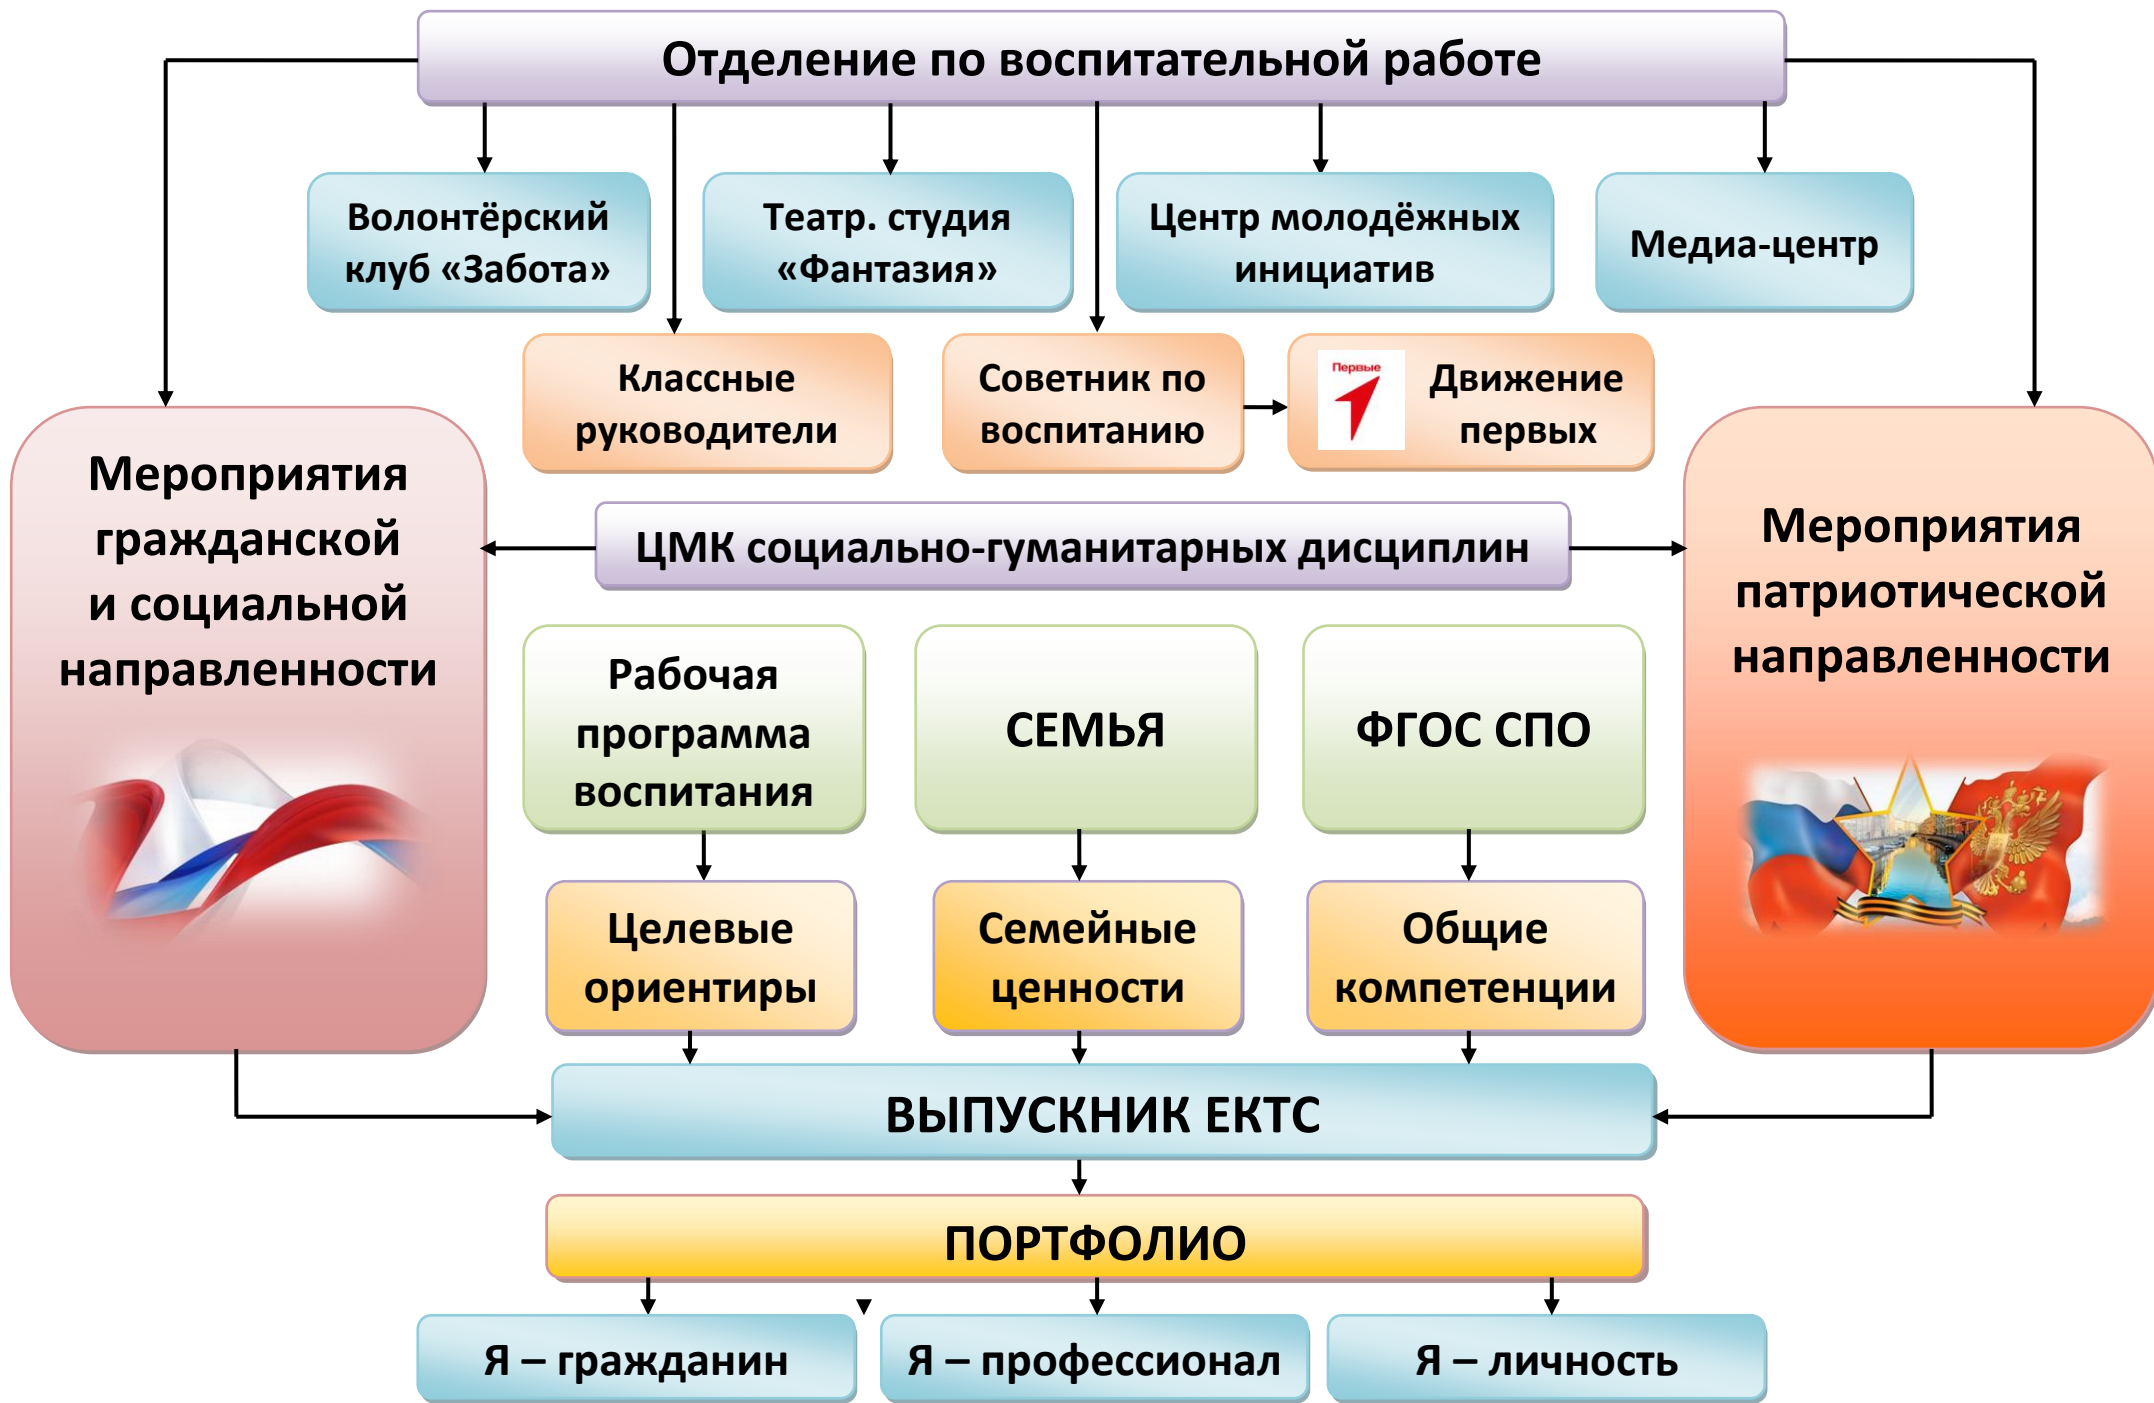 Отделение по воспитательной работе
Волонтёрский
клуб «Забота»
Театр. студия
«Фантазия»
Центр молодёжных
инициатив
Медиа-центр
Классные
руководители
Советник по
воспитанию
Первые
Движение
первых
Мероприятия
гражданской
и социальной
направленности
ЦМК социально-гуманитарных дисциплин
Мероприятия
патриотической
направленности
Рабочая
программа
воспитания
СЕМЬЯ
ФГОС СПО
Целевые
ориентиры
Семейные
ценности
Общие
компетенции
ВЫПУСКНИК ЕКТС
ПОРТФОЛИО
Я – гражданин
Я – профессионал
Я – личность